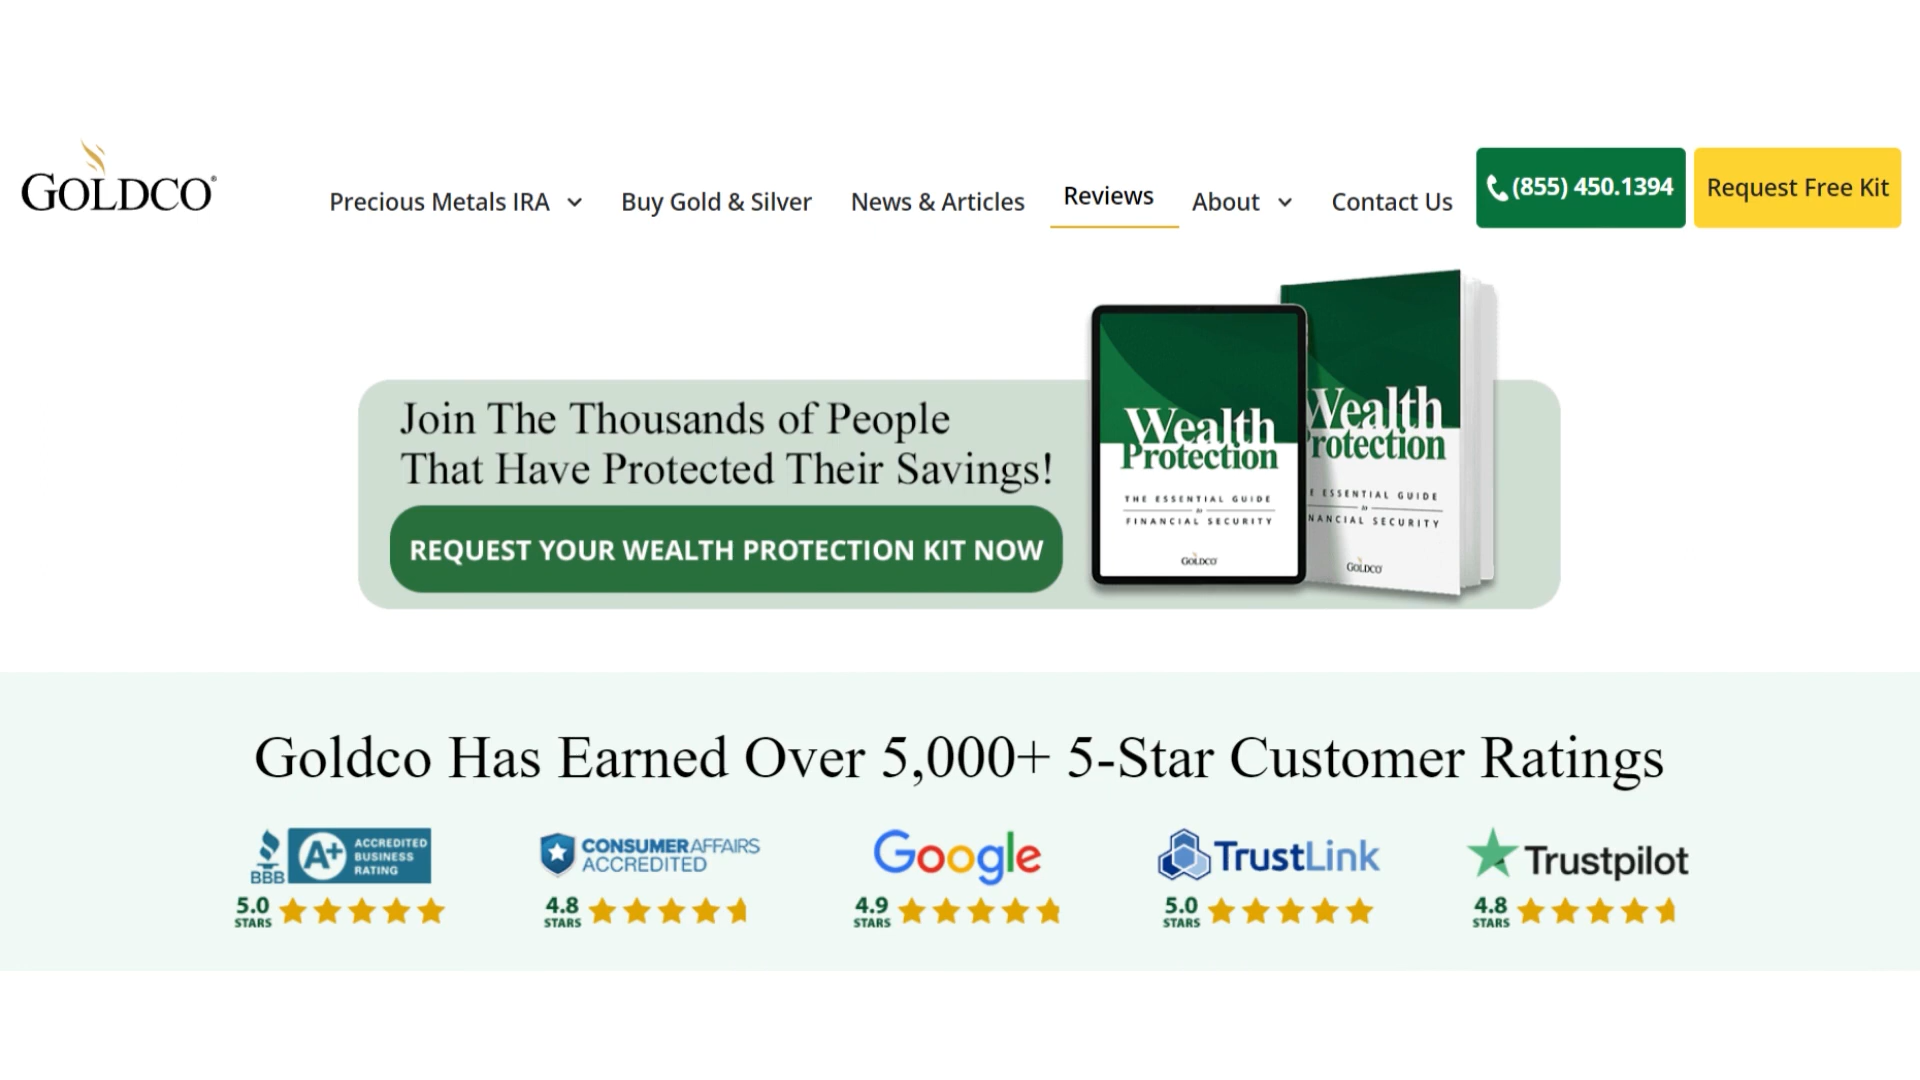 GOLDCO®
Precious Metals IRA
Buy Gold & Silver
News & Articles
Reviews
About
Contact Us
(855) 450.1394
Request Free Kit
Join The Thousands of People
That Have Protected Their Savings!
REQUEST YOUR WEALTH PROTECTION KIT NOW
Wealth
Protection
THE ESSENTIAL GUIDE
to
FINANCIAL SECURITY
GOLDCO
Wealth
rotection
E ESSENTIAL GUIDE
to
NANCIAL SECURITY
GOLDCO
Goldco Has Earned Over 5,000+ 5-Star Customer Ratings
BBB
A+
ACCREDITED
BUSINESS
RATING
5.0
STARS
CONSUMERAFFAIRS
ACCREDITED
4.8
STARS
Google
4.9
STARS
TrustLink
5.0
STARS
Trustpilot
4.8
STARS